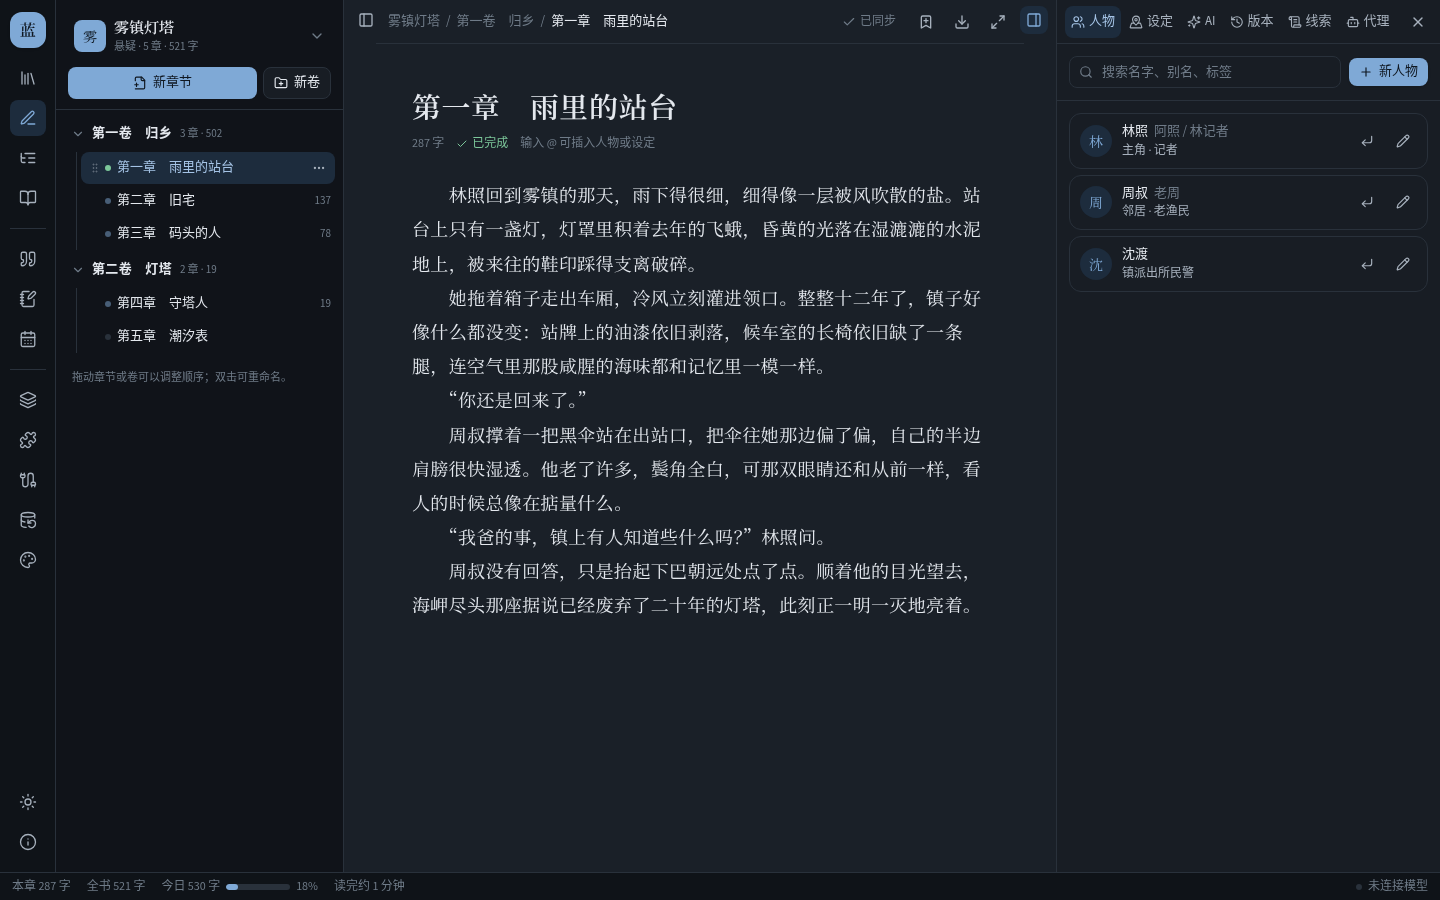 蓝
雾
雾镇灯塔
悬疑 · 5 章 · 521 字
新章节
新卷
第一卷　归乡 3 章 · 502
第一章　雨里的站台
第二章　旧宅 137
第三章　码头的人 78
第二卷　灯塔 2 章 · 19
第四章　守塔人 19
第五章　潮汐表
拖动章节或卷可以调整顺序；双击可重命名。
雾镇灯塔 / 第一卷　归乡 / 第一章　雨里的站台
已同步
第一章　雨里的站台
287 字 已完成 输入 @ 可插入人物或设定
林照回到雾镇的那天，雨下得很细，细得像一层被风吹散的盐。站
台上只有一盏灯，灯罩里积着去年的飞蛾，昏黄的光落在湿漉漉的水泥
地上，被来往的鞋印踩得支离破碎。
她拖着箱子走出车厢，冷风立刻灌进领口。整整十二年了，镇子好
像什么都没变：站牌上的油漆依旧剥落，候车室的长椅依旧缺了一条
腿，连空气里那股咸腥的海味都和记忆里一模一样。
“你还是回来了。”
周叔撑着一把黑伞站在出站口，把伞往她那边偏了偏，自己的半边
肩膀很快湿透。他老了许多，鬓角全白，可那双眼睛还和从前一样，看
人的时候总像在掂量什么。
“我爸的事，镇上有人知道些什么吗？”林照问。
周叔没有回答，只是抬起下巴朝远处点了点。顺着他的目光望去，
海岬尽头那座据说已经废弃了二十年的灯塔，此刻正一明一灭地亮着。
人物 设定 AI 版本 线索 代理
搜索名字、别名、标签
新人物
林
林照 阿照 / 林记者
主角 · 记者
周
周叔 老周
邻居 · 老渔民
沈
沈渡
镇派出所民警
本章 287 字 全书 521 字 今日 530 字 18% 读完约 1 分钟
未连接模型